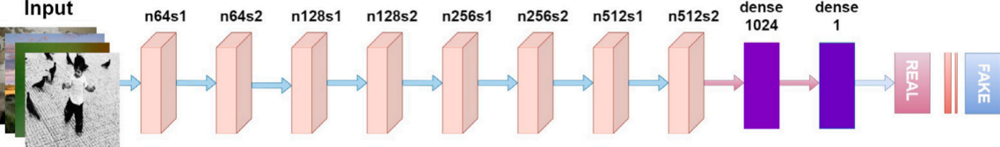 Input
n64s1
n64s2
n128s1
n128s2
n256s1
n256s2
n512s1
n512s2
dense
1024
dense
1
REAL
FAKE